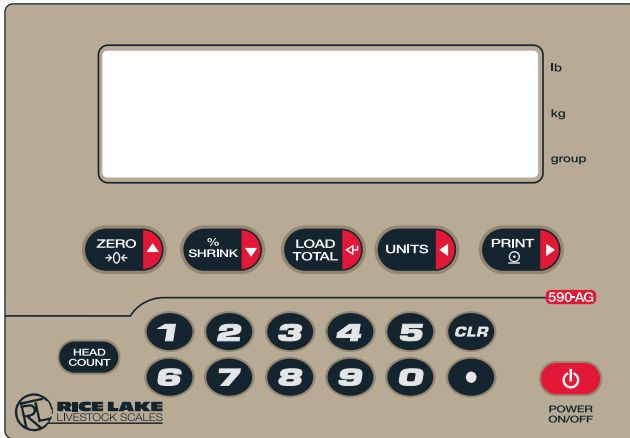 lb
kg
group
ZERO
→0←
%
SHRINK
LOAD
TOTAL
UNITS
PRINT
590-AG
1 2 3 4 5 CLR
HEAD
COUNT
6 7 8 9 0 •
RL
RICE LAKE
LIVESTOCK SCALES
POWER
ON/OFF